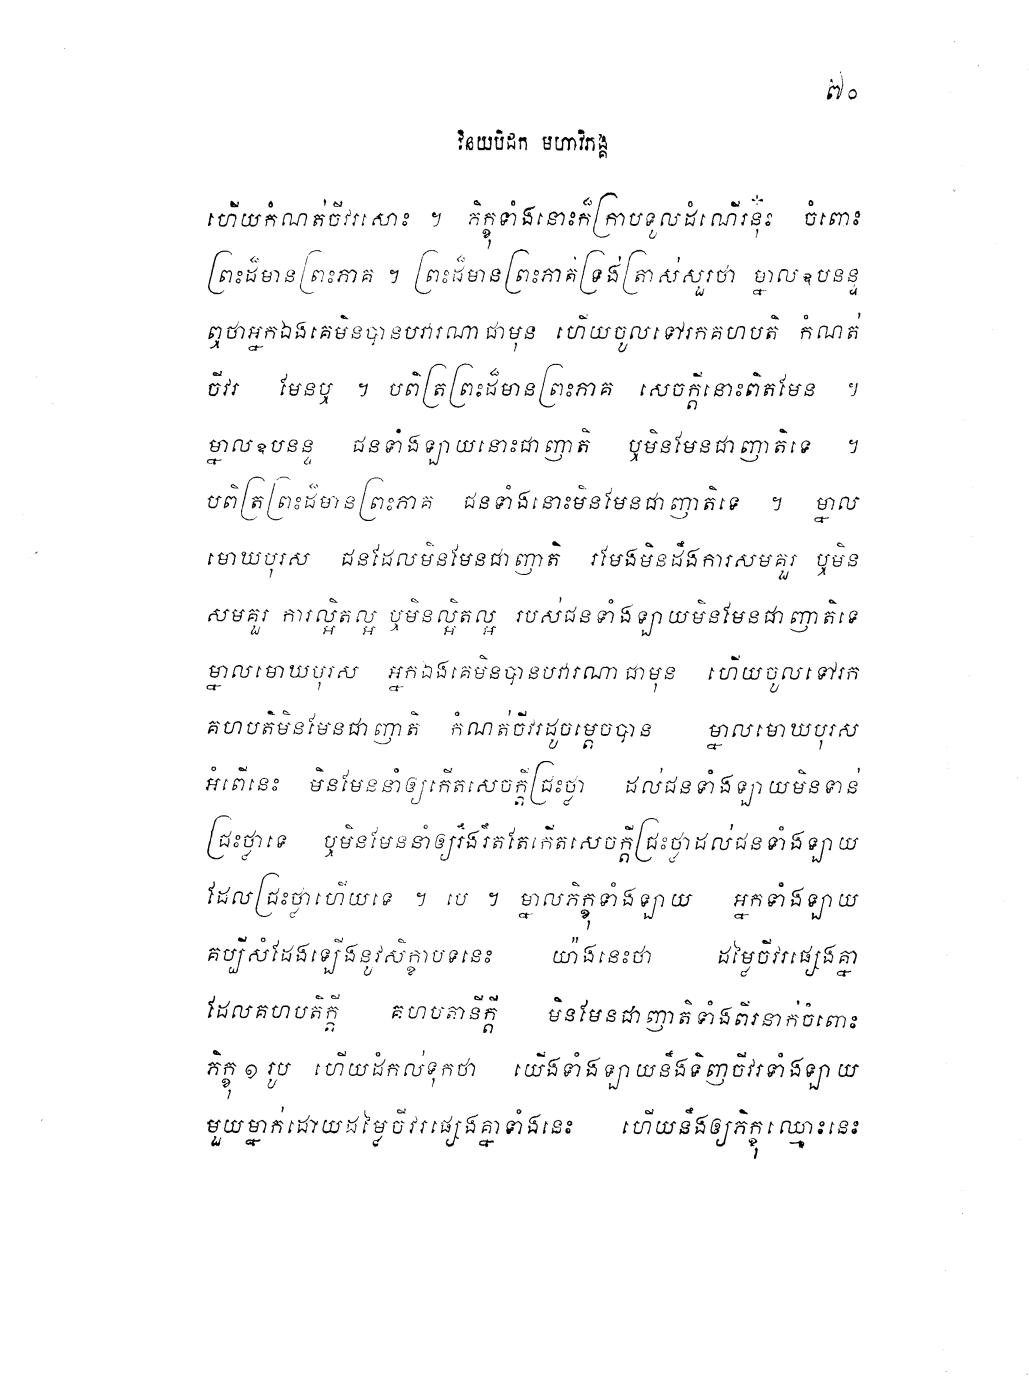 ៧០
វិនយបិដក មហាវិភង្គ
ហើយកំណត់ចីវរសោះ ។ ភិក្ខុទាំងនោះក៏ក្រាបទូលដំណើរនុ៎ះ ចំពោះ
ព្រះដ៏មានព្រះភាគ ។ ព្រះដ៏មានព្រះភាគទ្រង់ត្រាស់សួរថា ម្នាលឧបនន្ទ
ឮថាអ្នកឯងគេមិនបានបវារណាជាមុន ហើយចូលទៅរកគហបតិ កំណត់
ចីវរ មែនឬ ។ បពិត្រព្រះដ៏មានព្រះភាគ សេចក្តីនោះពិតមែន ។
ម្នាលឧបនន្ទ ជនទាំងឡាយនោះជាញាតិ ឬមិនមែនជាញាតិទេ ។
បពិត្រព្រះដ៏មានព្រះភាគ ជនទាំងនោះមិនមែនជាញាតិទេ ។ ម្នាល
មោឃបុរស ជនដែលមិនមែនជាញាតិ រមែងមិនដឹងការសមគួរ ឬមិន
សមគួរ ការល្អិតល្អ ឬមិនល្អិតល្អ របស់ជនទាំងឡាយមិនមែនជាញាតិទេ
ម្នាលមោឃបុរស អ្នកឯងគេមិនបានបវារណាជាមុន ហើយចូលទៅរក
គហបតិមិនមែនជាញាតិ កំណត់ចីវរដូចម្តេចបាន ម្នាលមោឃបុរស
អំពើនេះ មិនមែននាំឲ្យកើតសេចក្តីជ្រះថ្លា ដល់ជនទាំងឡាយមិនទាន់
ជ្រះថ្លាទេ ឬមិនមែននាំឲ្យរឹងរឹតតែកើតសេចក្តីជ្រះថ្លាដល់ជនទាំងឡាយ
ដែលជ្រះថ្លាហើយទេ ។ បេ ។ ម្នាលភិក្ខុទាំងឡាយ អ្នកទាំងឡាយ
គប្បីសំដែងឡើងនូវសិក្ខាបទនេះ យ៉ាងនេះថា ដម្លៃចីវរផ្សេងគ្នា
ដែលគហបតិក្តី គហបតានីក្តី មិនមែនជាញាតិទាំងពីរនាក់ចំពោះ
ភិក្ខុ ១ រូប ហើយដំកល់ទុកថា យើងទាំងឡាយនឹងទិញចីវរទាំងឡាយ
មួយម្នាក់ដោយដម្លៃចីវរផ្សេងគ្នាទាំងនេះ ហើយនឹងឲ្យភិក្ខុឈ្មោះនេះ